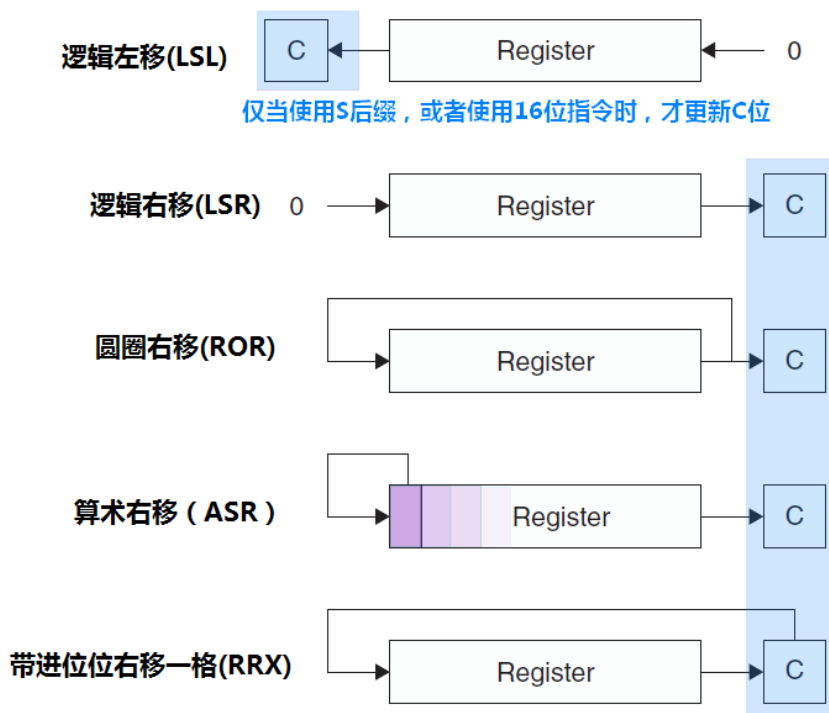 逻辑左移(LSL) C Register 0
仅当使用S后缀，或者使用16位指令时，才更新C位
逻辑右移(LSR) 0 Register C
圆圈右移(ROR) Register C
算术右移（ASR） Register C
带进位位右移一格(RRX) Register C